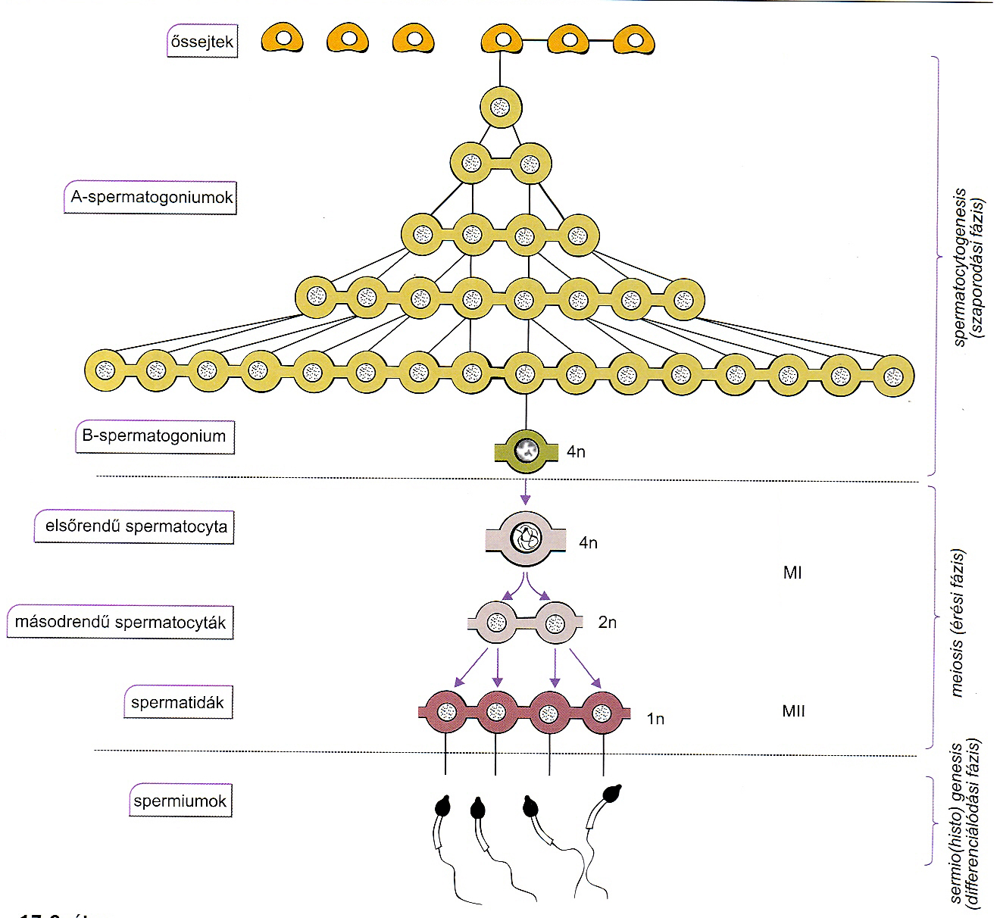 őssejtek
A-spermatogoniumok
spermatocytogenesis
(szaporodási fázis)
B-spermatogonium
4n
elsőrendű spermatocyta
4n
MI
meiosis (érési fázis)
másodrendű spermatocyták
2n
spermatidák
1n
MII
spermiumok
sermio(histo) genesis
(differenciálódási fázis)